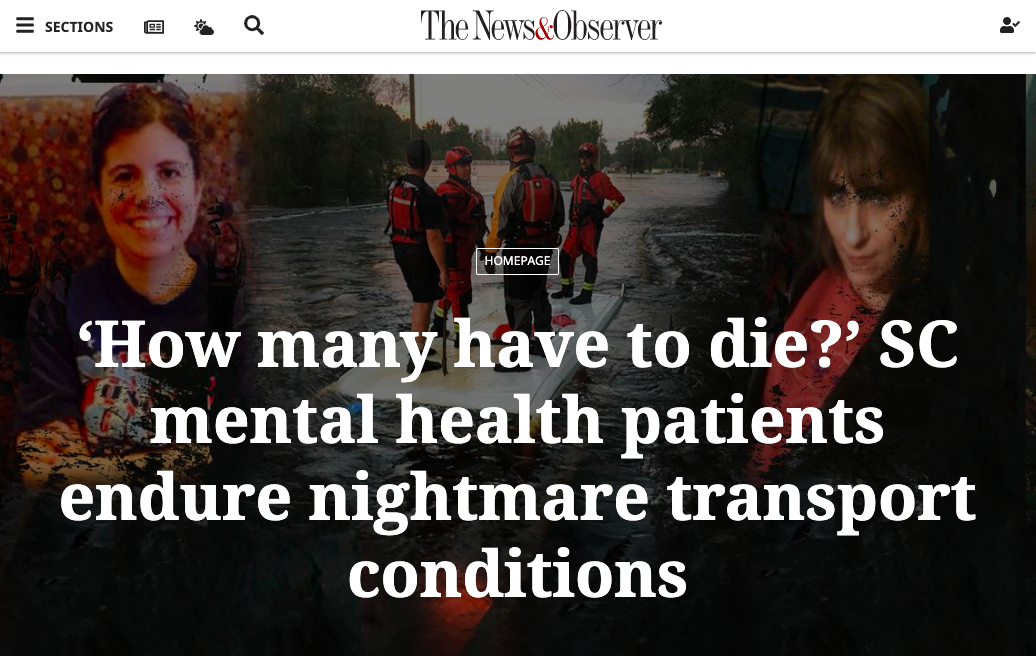 SECTIONS
The News&Observer
HOMEPAGE
‘How many have to die?’ SC
mental health patients
endure nightmare transport
conditions